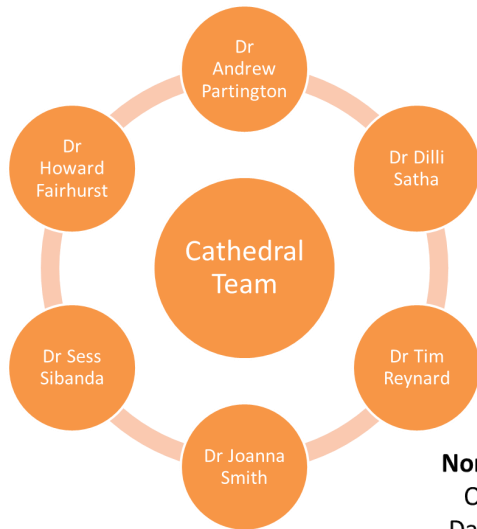 Dr
Andrew
Partington
Dr Dilli
Satha
Dr
Howard
Fairhurst
Cathedral
Team
Dr Sess
Sibanda
Dr Tim
Reynard
Dr Joanna
Smith